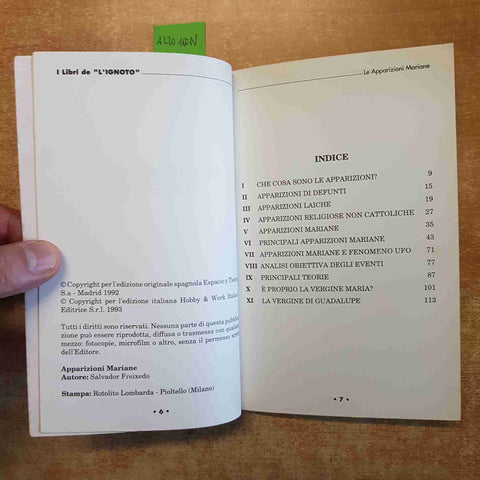 ALTO 160N
I Libri de "L'IGNOTO"
© Copyright per l'edizione originale spagnola Espacio y
S.a - Madrid 1992
© Copyright per l'edizione italiana Hobby & Work
Editrice S.r.l. 1993
Tutti i diritti sono riservati. Nessuna parte di questa
zione può essere riprodotta, diffusa o trasmessa con
mezzo: fotocopie, microfilm o altro, senza il permesso
dell'Editore.
Apparizioni Mariane
Autore: Salvador Freixedo
Stampa: Rotolito Lombarda - Pioltello (Milano)
• 6 •
Le Apparizioni Mariane
INDICE
I CHE COSA SONO LE APPARIZIONI? 9
II APPARIZIONI DI DEFUNTI 15
III APPARIZIONI LAICHE 19
IV APPARIZIONI RELIGIOSE NON CATTOLICHE 27
V APPARIZIONI MARIANE 35
VI PRINCIPALI APPARIZIONI MARIANE 43
VII APPARIZIONI MARIANE E FENOMENO UFO 71
VIII ANALISI OBIETTIVA DEGLI EVENTI 77
IX PRINCIPALI TEORIE 87
X È PROPRIO LA VERGINE MARIA? 101
XI LA VERGINE DI GUADALUPE 113
• 7 •